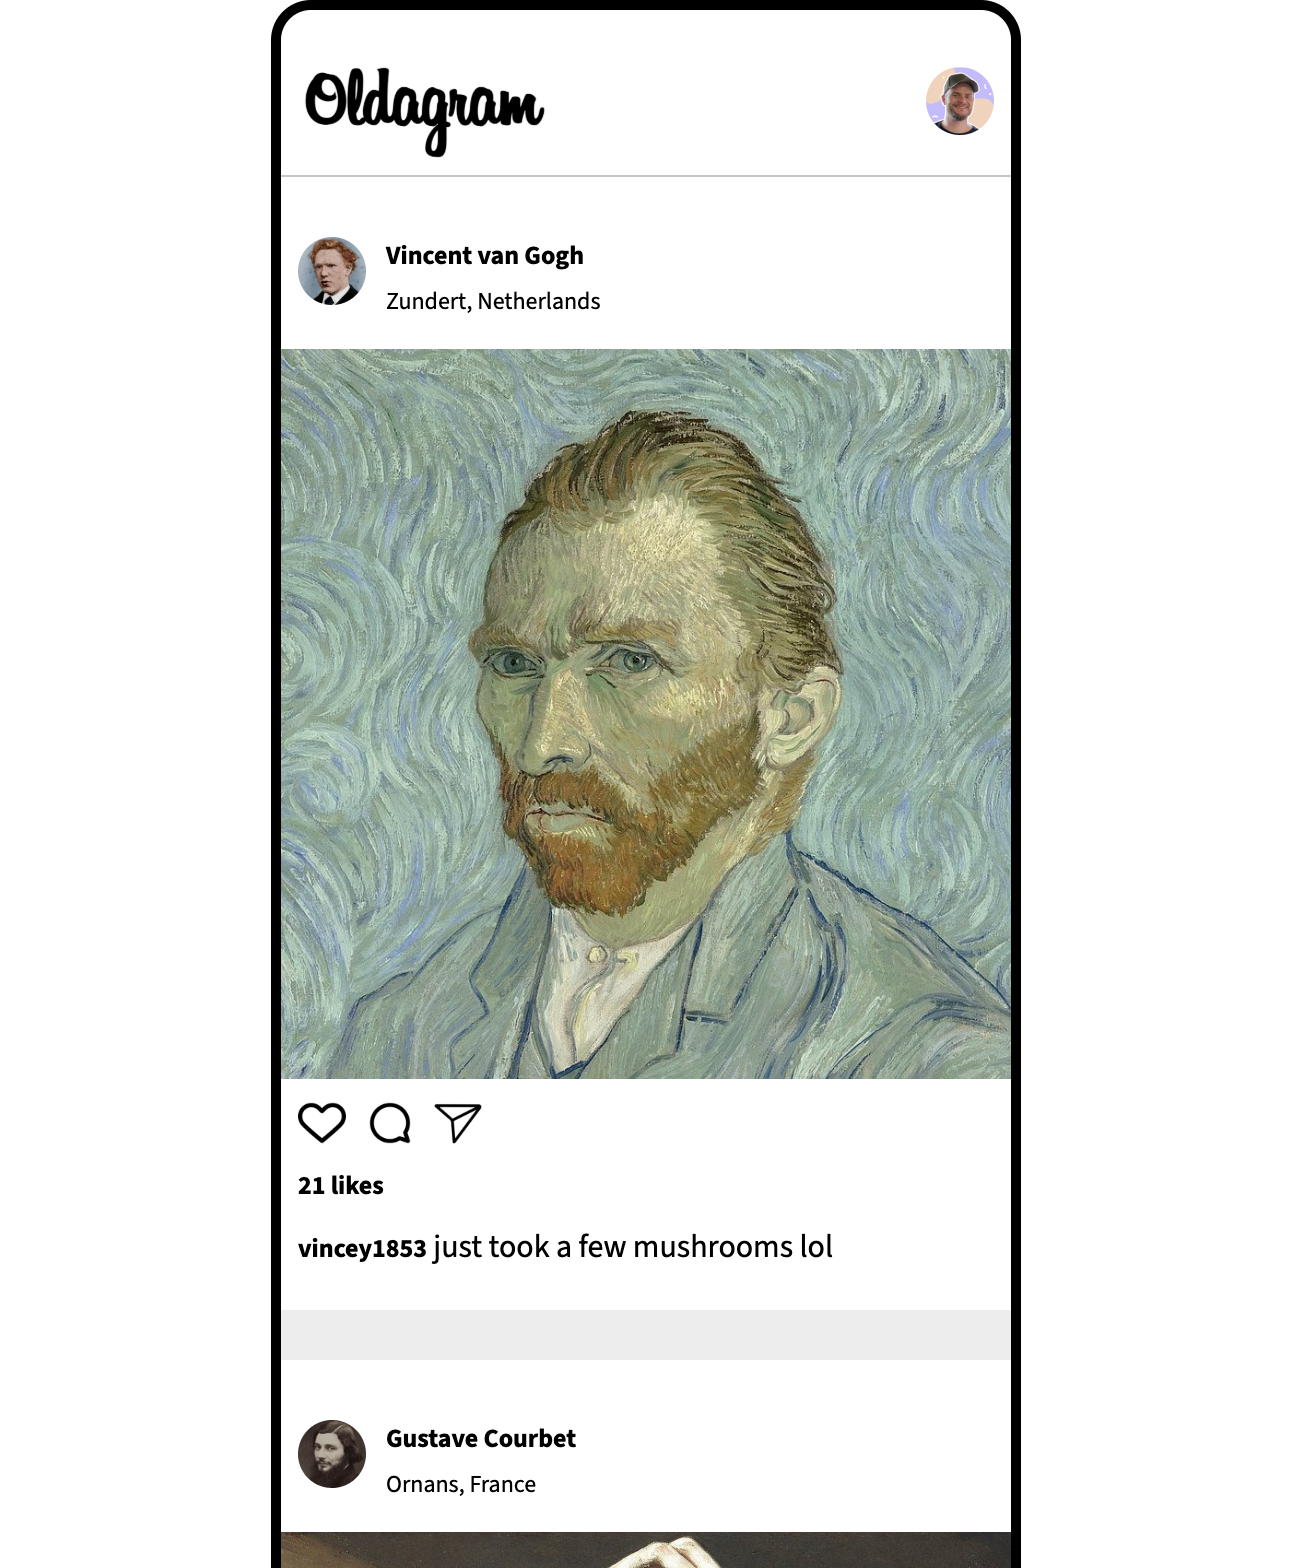 Oldagram
Vincent van Gogh
Zundert, Netherlands
21 likes
vincey1853 just took a few mushrooms lol
Gustave Courbet
Ornans, France